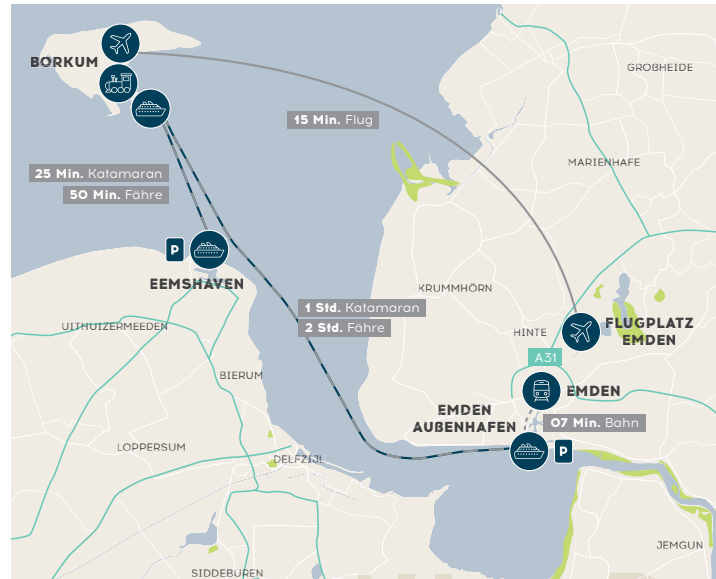 BORKUM
GROẞHEIDE
15 Min. Flug
MARIENHAFE
25 Min. Katamaran
50 Min. Fähre
P
EEMSHAVEN
KRUMMHÖRN
1 Std. Katamaran
2 Std. Fähre
UITHUIZERMEEDEN
HINTE
FLUGPLATZ
EMDEN
A31
BIERUM
EMDEN
EMDEN
AUẞENHAFEN
07 Min. Bahn
P
LOPPERSUM
DELFZIJL
JEMGUN
SIDDEBUREN